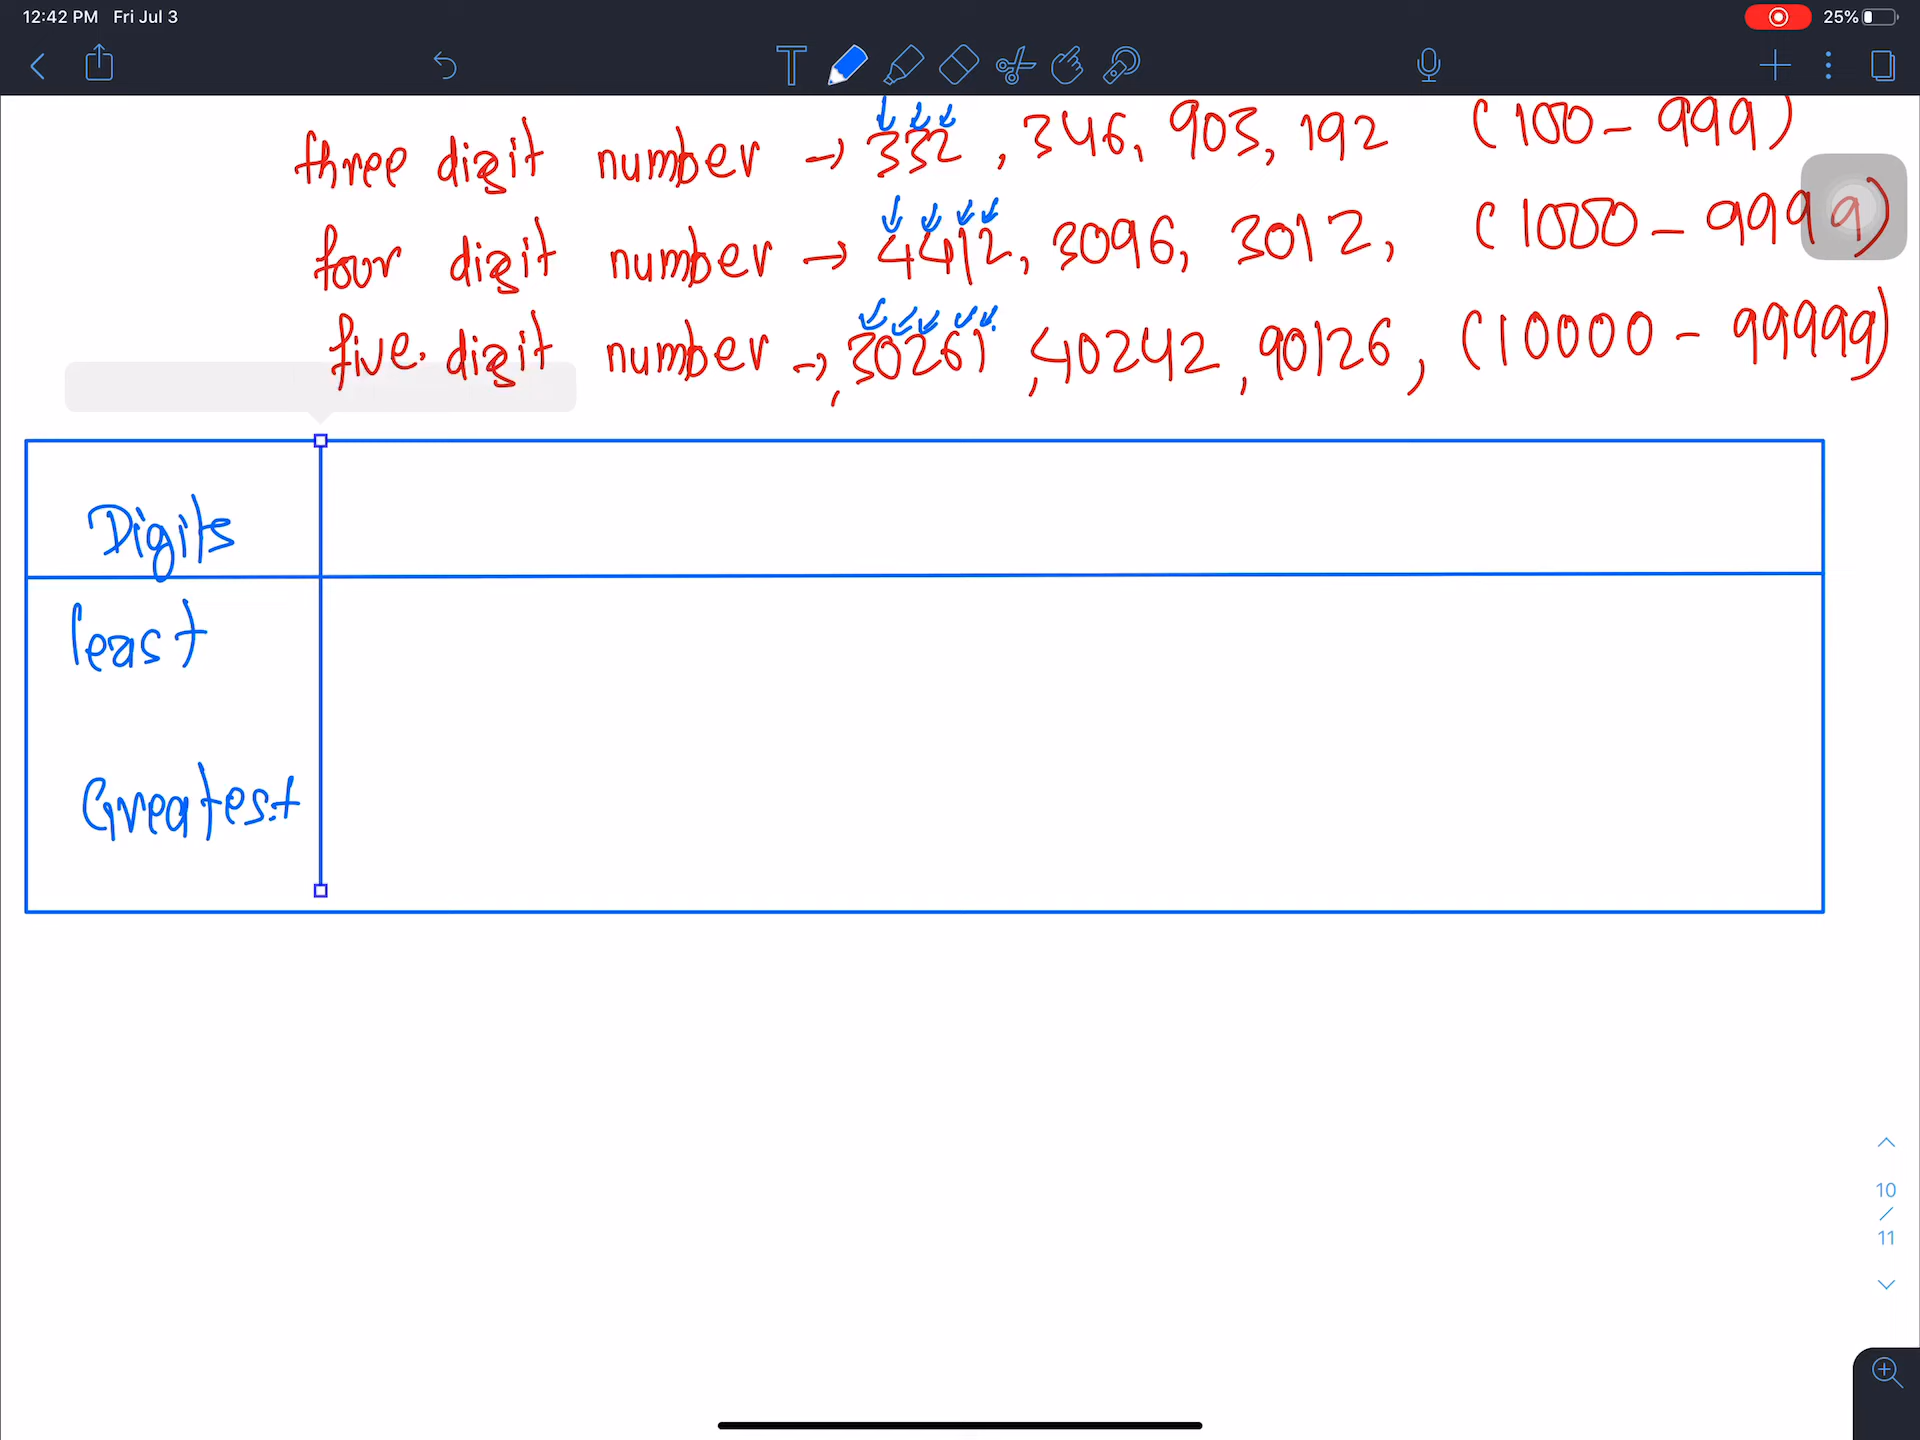 12:42 PM Fri Jul 3 25%
three digit number → 332, 346, 903, 192 (100 - 999)
four digit number → 4412, 3096, 3012, (1000 - 9999)
five digit number →, 30261, 40242, 90126, (10000 - 99999)
Digits
least
Greatest
10
/
11